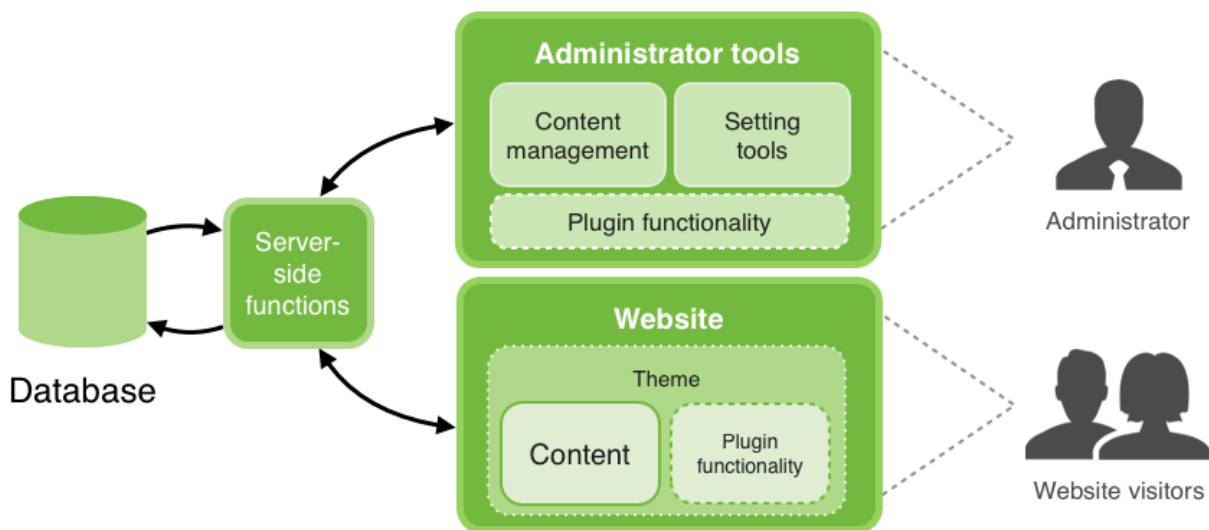 Administrator tools
Content
management
Setting
tools
Plugin functionality
Administrator
Server-
side
functions
Database
Website
Theme
Content
Plugin
functionality
Website visitors